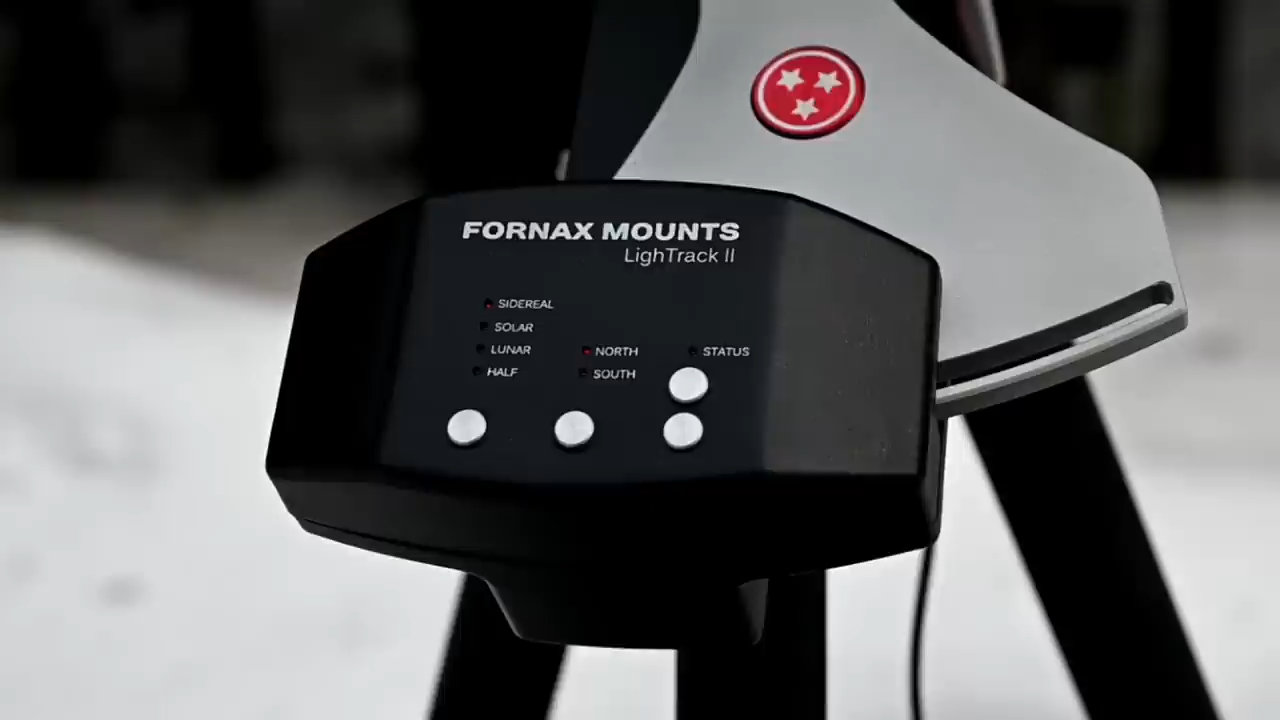 FORNAX MOUNTS
LighTrack II
SIDEREAL
SOLAR
LUNAR
HALF
NORTH
SOUTH
STATUS